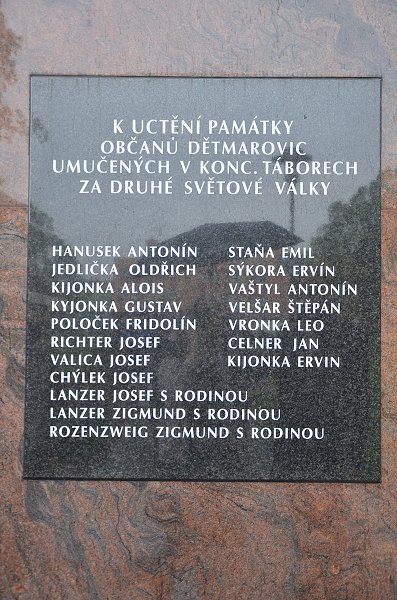 K UCTĚNÍ PAMÁTKY
OBČANŮ DĚTMAROVIC
UMUČENÝCH V KONC. TÁBORECH
ZA DRUHÉ SVĚTOVÉ VÁLKY
HANUSEK ANTONÍN
JEDLIČKA OLDŘICH
KIJONKA ALOIS
KYJONKA GUSTAV
POLOČEK FRIDOLÍN
RICHTER JOSEF
VALICA JOSEF
CHÝLEK JOSEF
LANZER JOSEF S RODINOU
LANZER ZIGMUND S RODINOU
ROZENZWEIG ZIGMUND S RODINOU
STAŇA EMIL
SÝKORA ERVÍN
VAŠTYL ANTONÍN
VELŠAR ŠTĚPÁN
VRONKA LEO
CELNER JAN
KIJONKA ERVIN